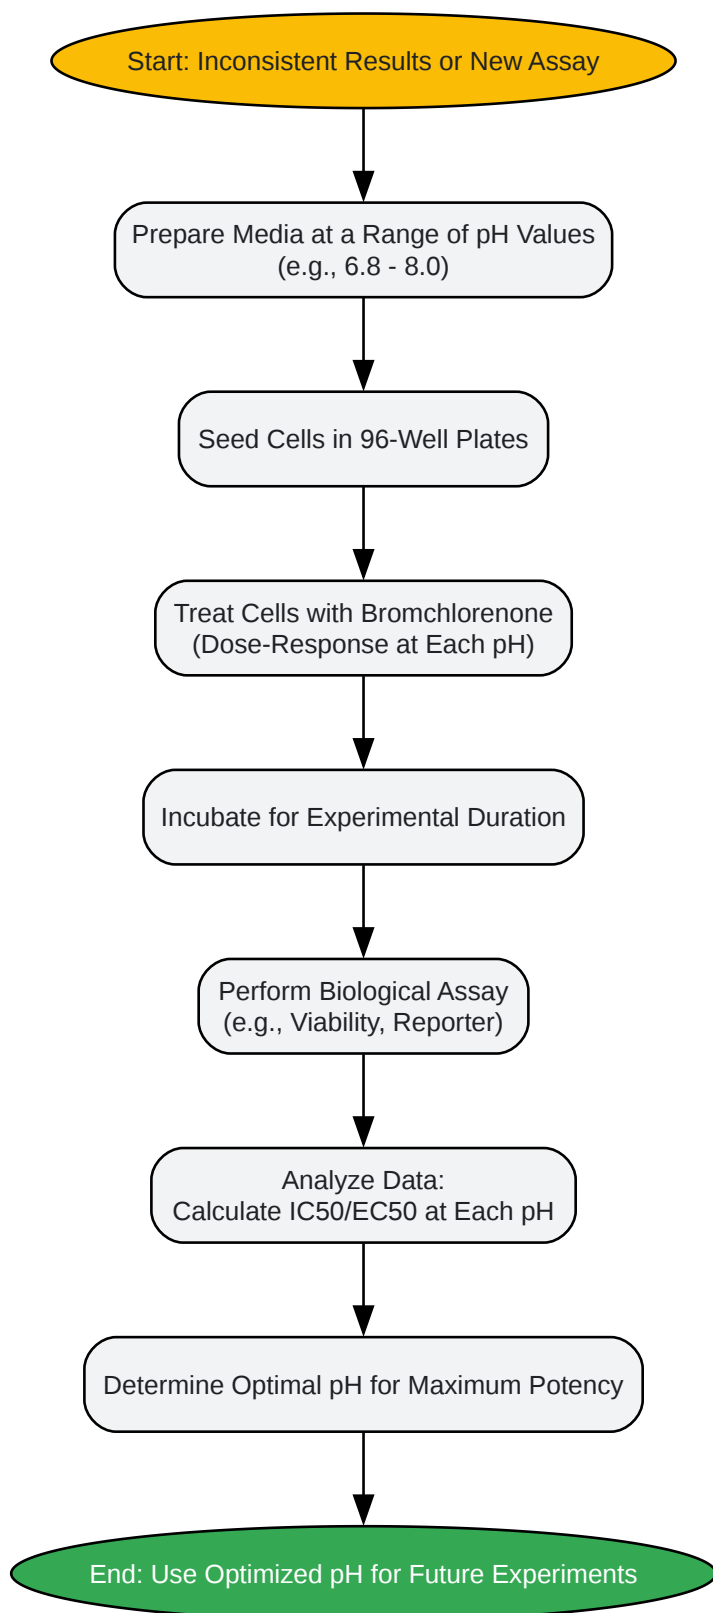 Start: Inconsistent Results or New Assay
Prepare Media at a Range of pH Values
(e.g., 6.8 - 8.0)
Seed Cells in 96-Well Plates
Treat Cells with Bromchlorenone
(Dose-Response at Each pH)
Incubate for Experimental Duration
Perform Biological Assay
(e.g., Viability, Reporter)
Analyze Data:
Calculate IC50/EC50 at Each pH
Determine Optimal pH for Maximum Potency
End: Use Optimized pH for Future Experiments